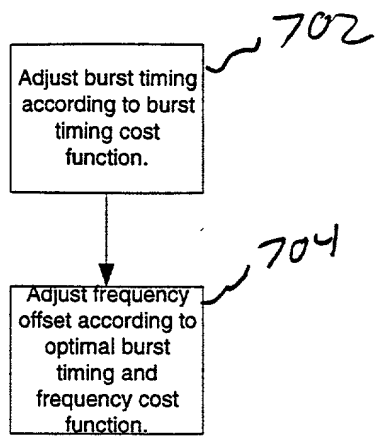 702
Adjust burst timing
according to burst
timing cost
function.
704
Adjust frequency
offset according to
optimal burst
timing and
frequency cost
function.